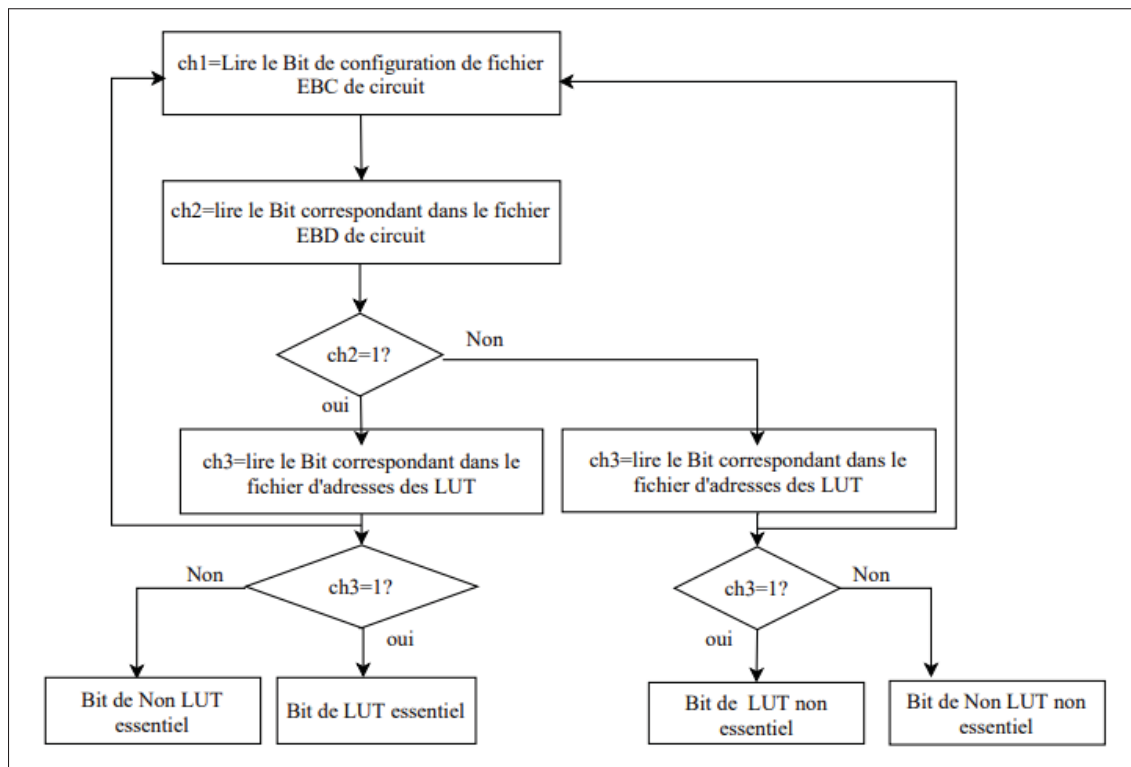 ch1=Lire le Bit de configuration de fichier
EBC de circuit
ch2=lire le Bit correspondant dans le fichier
EBD de circuit
ch2=1?
Non
oui
ch3=lire le Bit correspondant dans le
fichier d'adresses des LUT
ch3=lire le Bit correspondant dans le
fichier d'adresses des LUT
Non
ch3=1?
oui
ch3=1?
Non
oui
Bit de Non LUT
essentiel
Bit de LUT essentiel
Bit de LUT non
essentiel
Bit de Non LUT non
essentiel